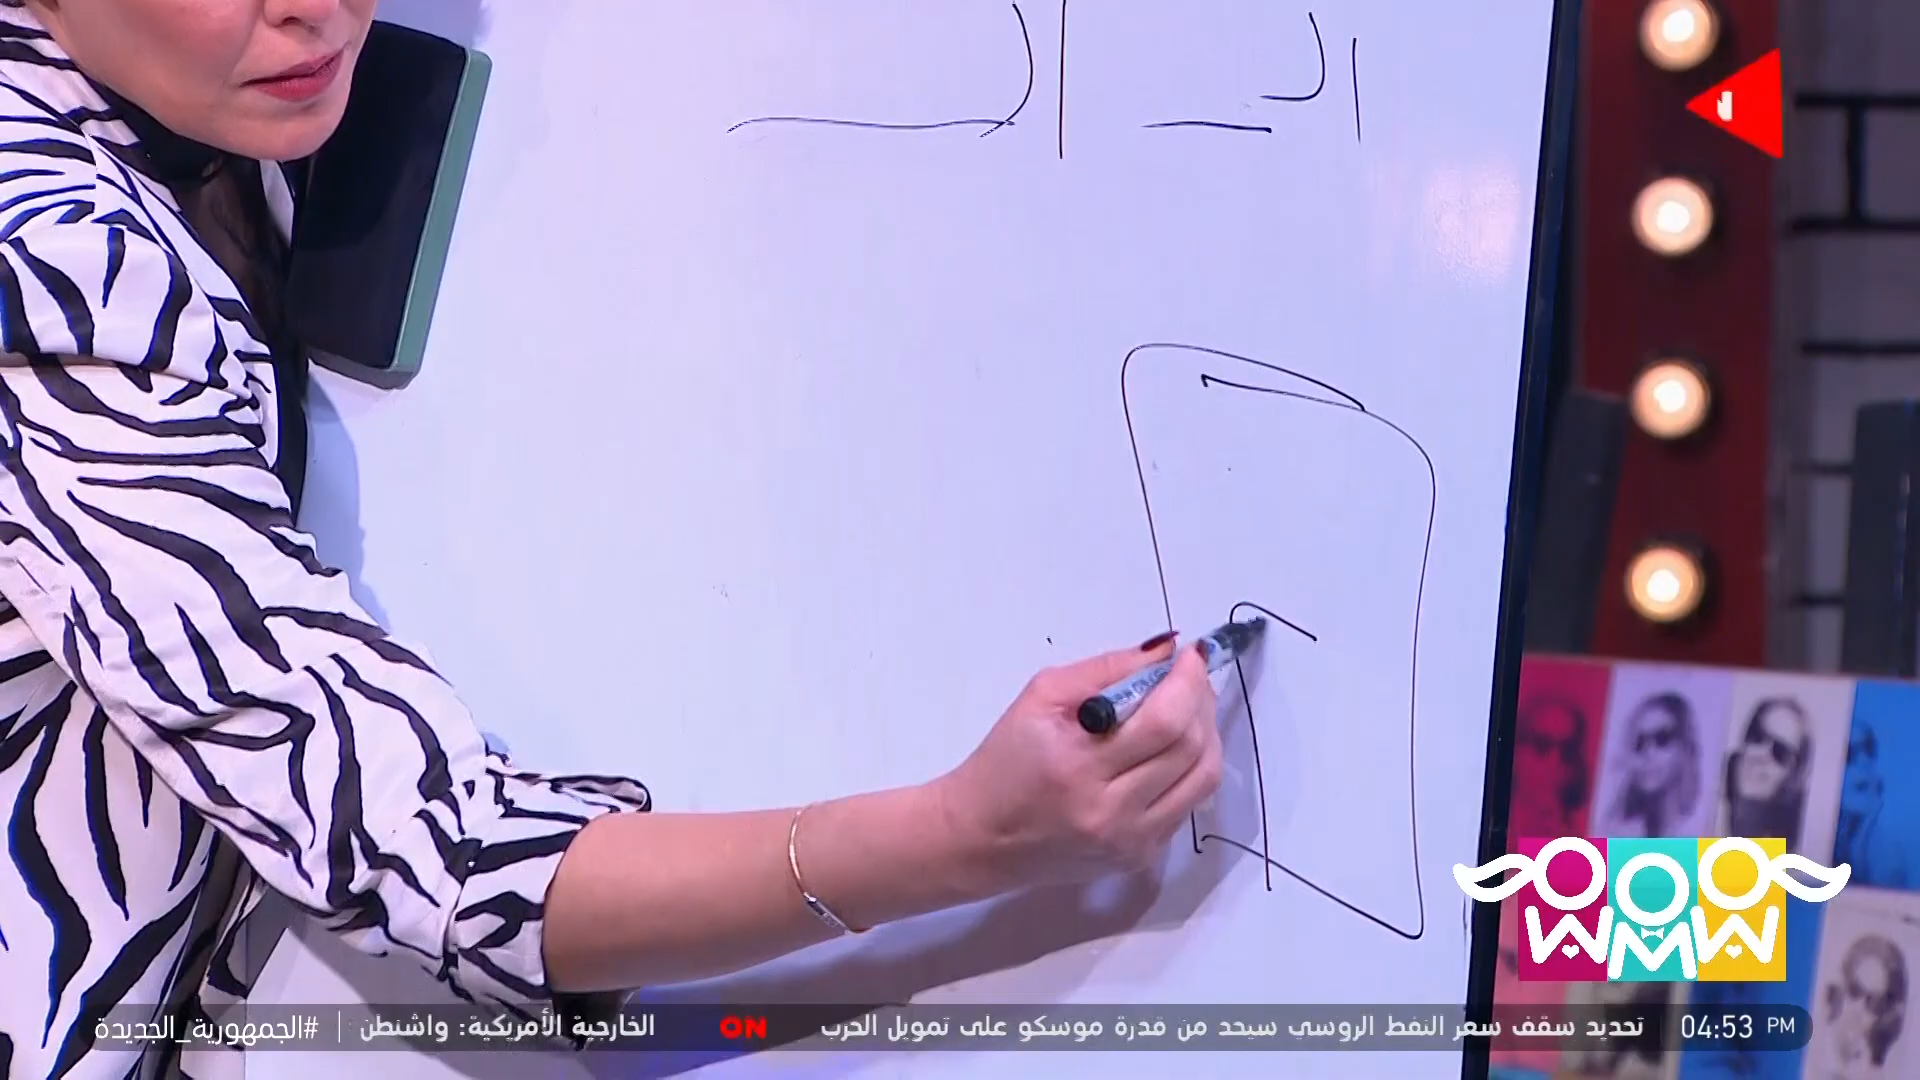 WMW
تحديد سقف سعر النفط الروسي سيحد من قدرة موسكو على تمويل الحرب ON الخارجية الأمريكية: واشنطن
#الجمهورية_الجديدة
04:53 PM